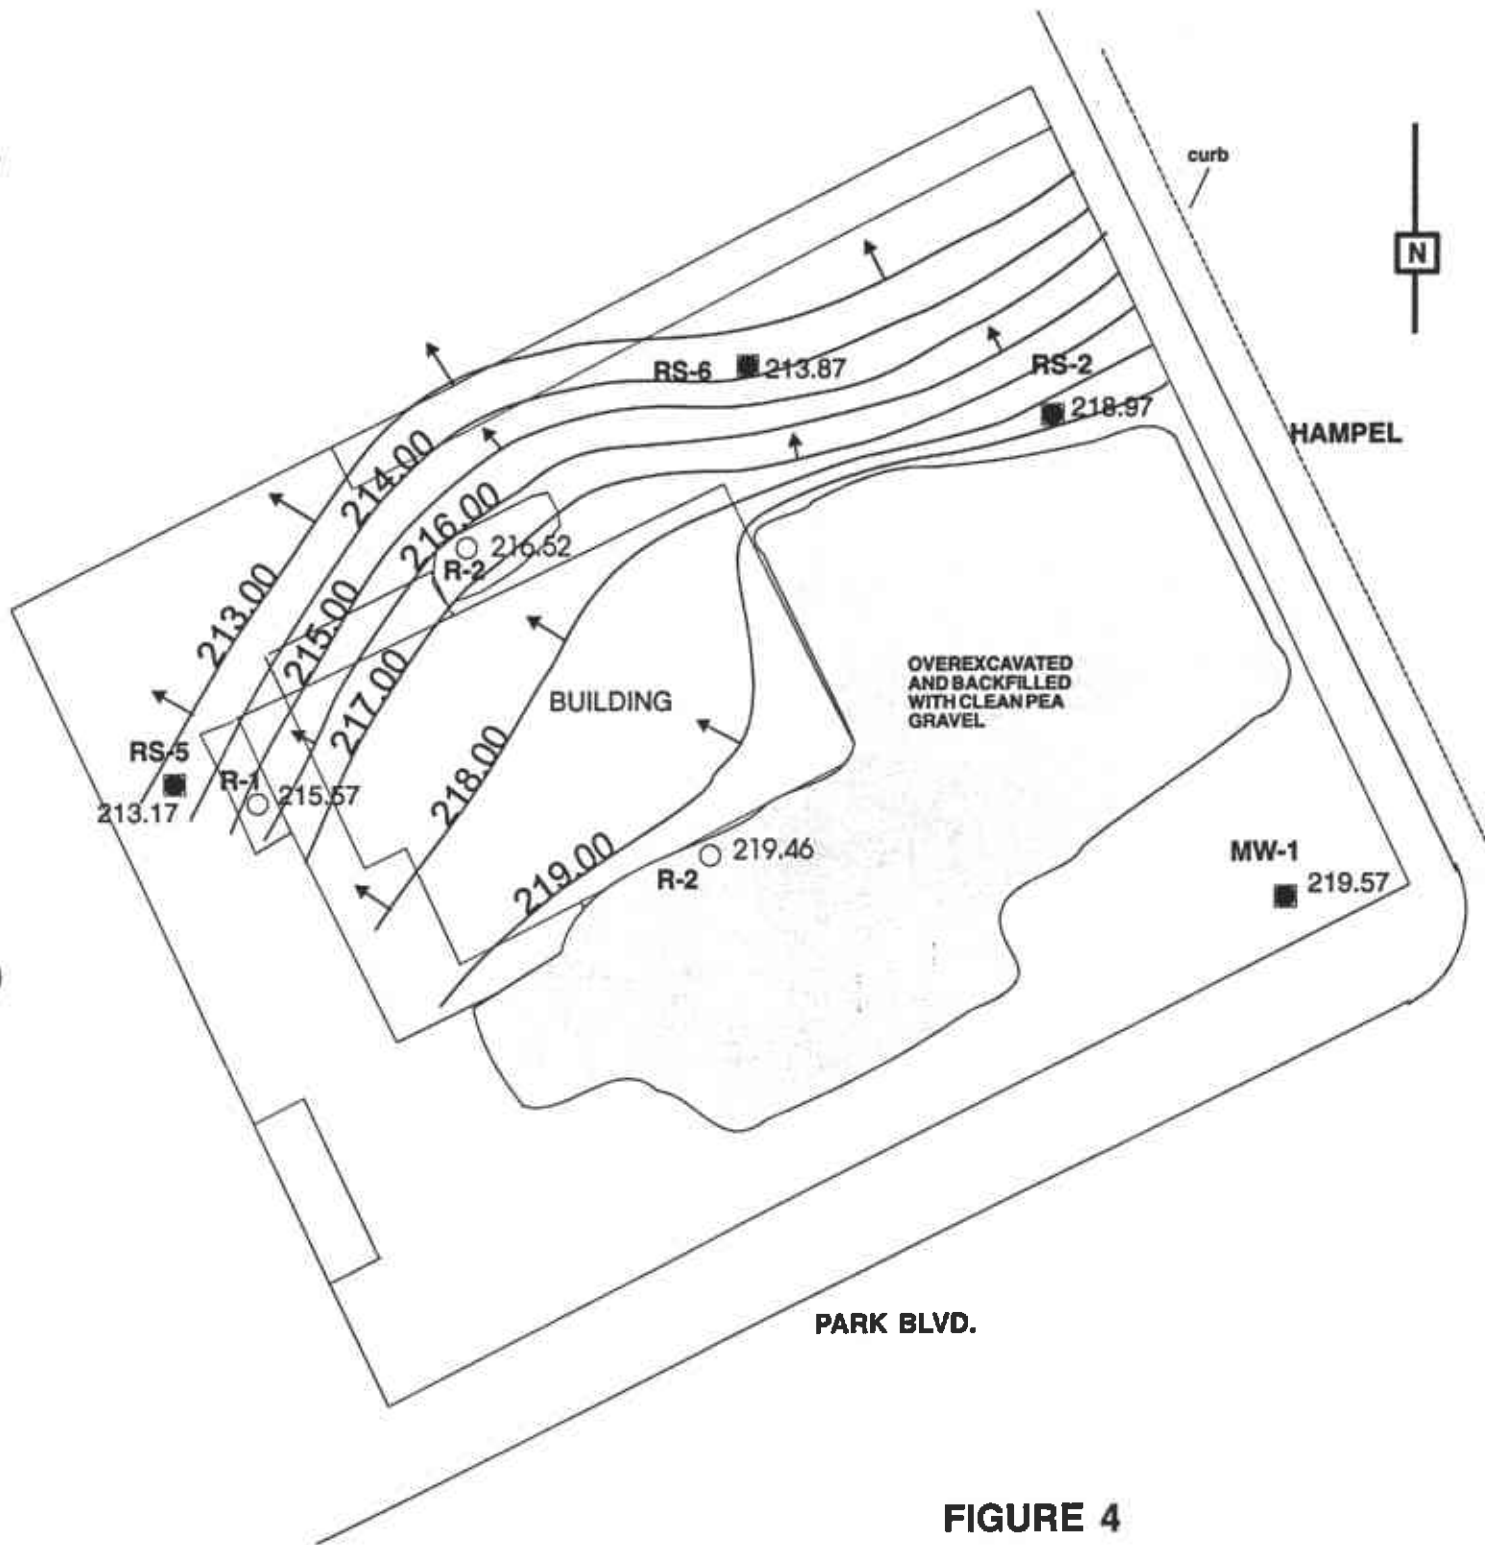 curb
N
RS-6
213.87
RS-2
218.97
HAMPEL
214.00
216.00
R-2
216.52
213.00
215.00
217.00
OVEREXCAVATED
AND BACKFILLED
WITH CLEAN PEA
GRAVEL
BUILDING
218.00
RS-5
213.17
R-1
215.57
219.00
R-2
219.46
MW-1
219.57
PARK BLVD.
FIGURE 4